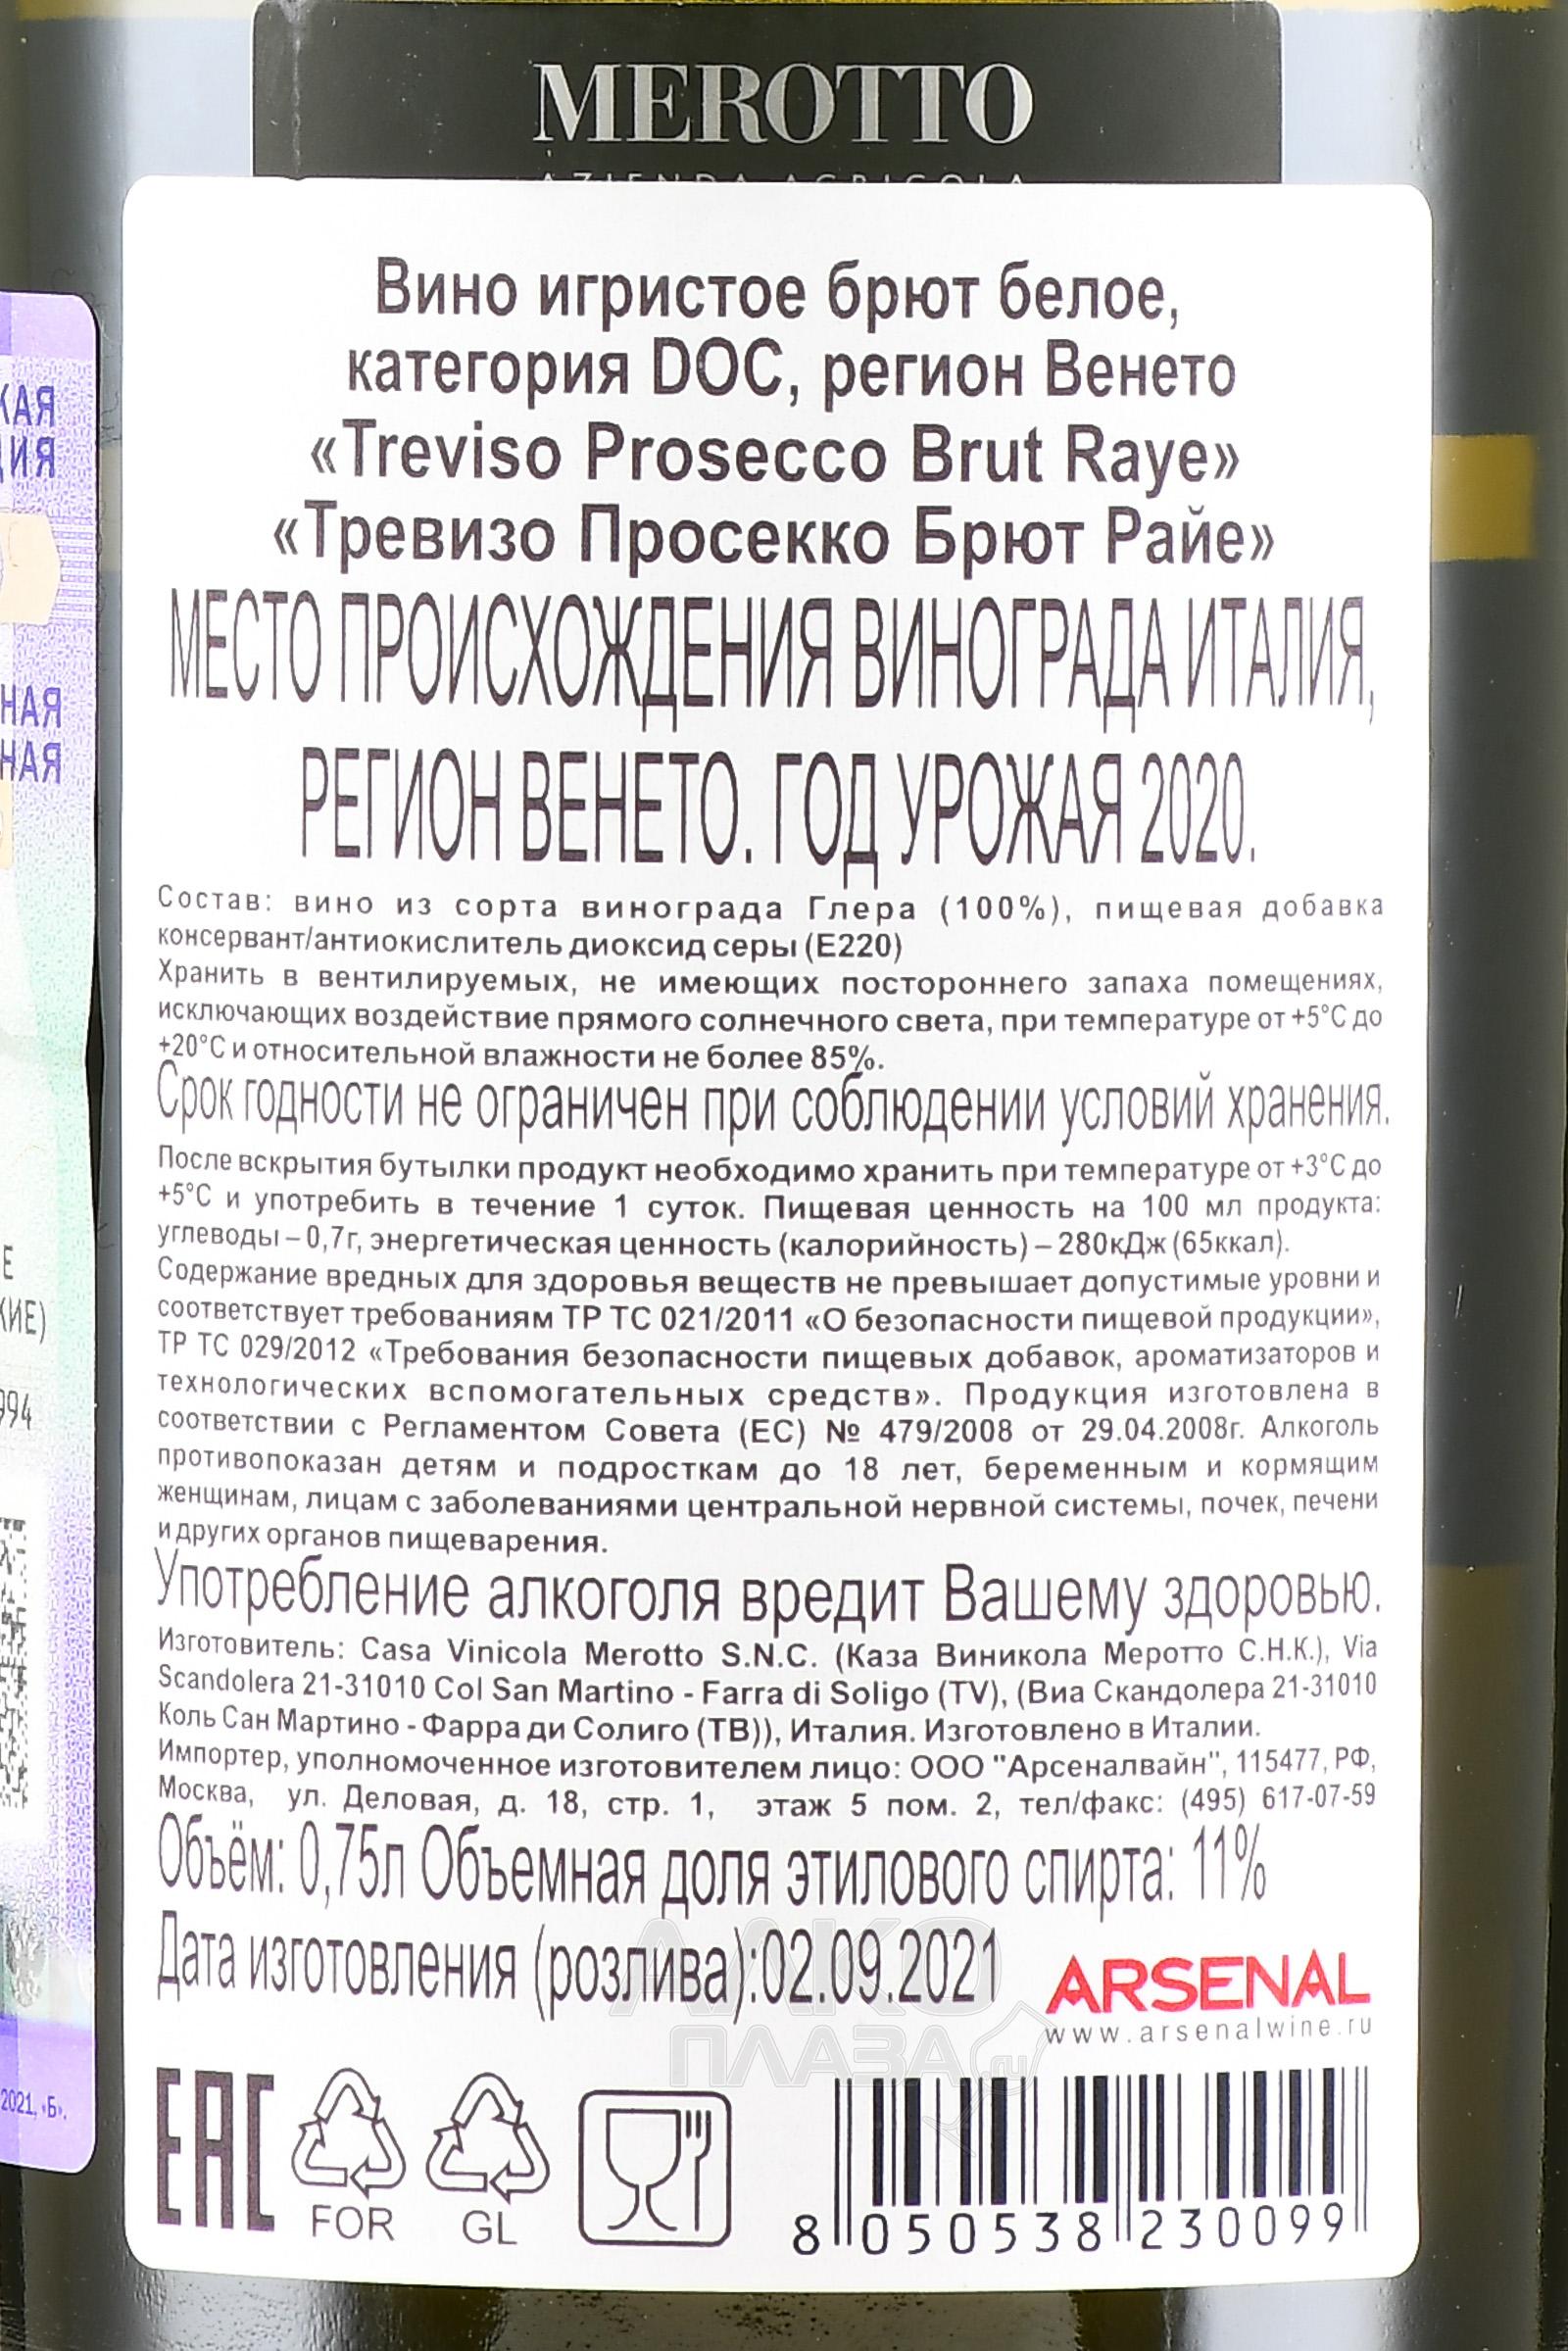 MEROTTO
AZIENDA AGRICOLA
Вино игристое брют белое,
категория DOC, регион Венето
«Treviso Prosecco Brut Raye»
«Тревизо Просекко Брют Райе»
МЕСТО ПРОИСХОЖДЕНИЯ ВИНОГРАДА ИТАЛИЯ,
РЕГИОН ВЕНЕТО. ГОД УРОЖАЯ 2020.
Состав: вино из сорта винограда Глера (100%), пищевая добавка
консервант/антиокислитель диоксид серы (Е220)
Хранить в вентилируемых, не имеющих постороннего запаха помещениях,
исключающих воздействие прямого солнечного света, при температуре от +5°С до
+20°С и относительной влажности не более 85%.
Срок годности не ограничен при соблюдении условий хранения.
После вскрытия бутылки продукт необходимо хранить при температуре от +3°С до
+5°С и употребить в течение 1 суток. Пищевая ценность на 100 мл продукта:
углеводы – 0,7г, энергетическая ценность (калорийность) – 280кДж (65ккал).
Содержание вредных для здоровья веществ не превышает допустимые уровни и
соответствует требованиям ТР ТС 021/2011 «О безопасности пищевой продукции»,
ТР ТС 029/2012 «Требования безопасности пищевых добавок, ароматизаторов и
технологических вспомогательных средств». Продукция изготовлена в
соответствии с Регламентом Совета (ЕС) № 479/2008 от 29.04.2008г. Алкоголь
противопоказан детям и подросткам до 18 лет, беременным и кормящим
женщинам, лицам с заболеваниями центральной нервной системы, почек, печени
и других органов пищеварения.
Употребление алкоголя вредит Вашему здоровью.
Изготовитель: Casa Vinicola Merotto S.N.C. (Каза Виникола Меротто С.Н.К.), Via
Scandolera 21-31010 Col San Martino - Farra di Soligo (TV), (Виа Скандолера 21-31010
Коль Сан Мартино - Фарра ди Солиго (ТВ)), Италия. Изготовлено в Италии.
Импортер, уполномоченное изготовителем лицо: ООО "Арсеналвайн", 115477, РФ,
Москва, ул. Деловая, д. 18, стр. 1, этаж 5 пом. 2, тел/факс: (495) 617-07-59
Объём: 0,75л Объемная доля этилового спирта: 11%
Дата изготовления (розлива):02.09.2021
ARSENAL
www.arsenalwine.ru
АЛКО
ПЛАЗА
.ru
EAC
FOR
GL
8 050538 230099
КАЯ
ИЯ
НАЯ
НАЯ
Е
КИЕ)
994
2021, «Б».